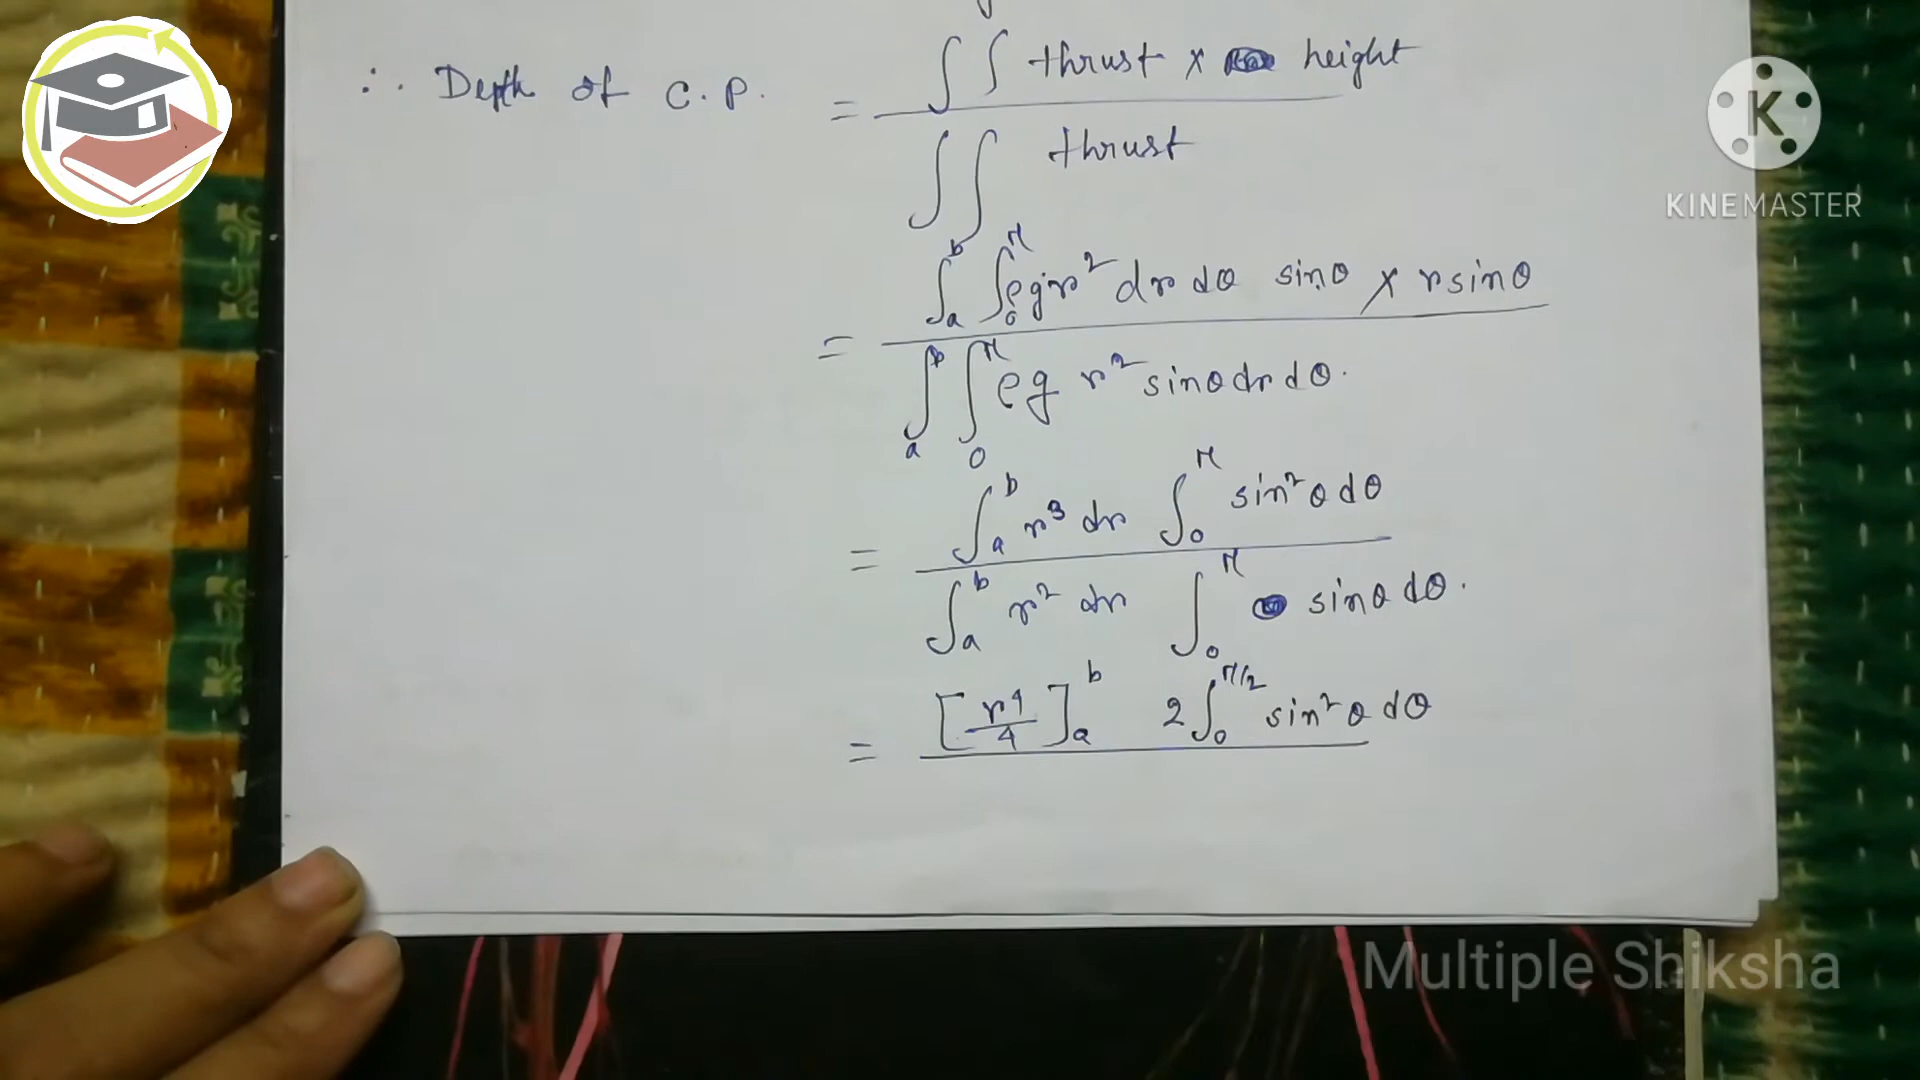 ∴ Depth of C.P. = ∫∫ thrust × height / ∫∫ thrust
= ∫_a^b ∫_0^π ρgr² dr dθ sinθ × r sinθ / ∫_a^b ∫_0^π ρg r² sinθ dr dθ.
= ∫_a^b r³ dr ∫_0^π sin²θ dθ / ∫_a^b r² dr ∫_0^π sinθ dθ.
= [r⁴/4]_a^b 2∫_0^{π/2} sin²θ dθ
K
KINEMASTER
Multiple Shiksha